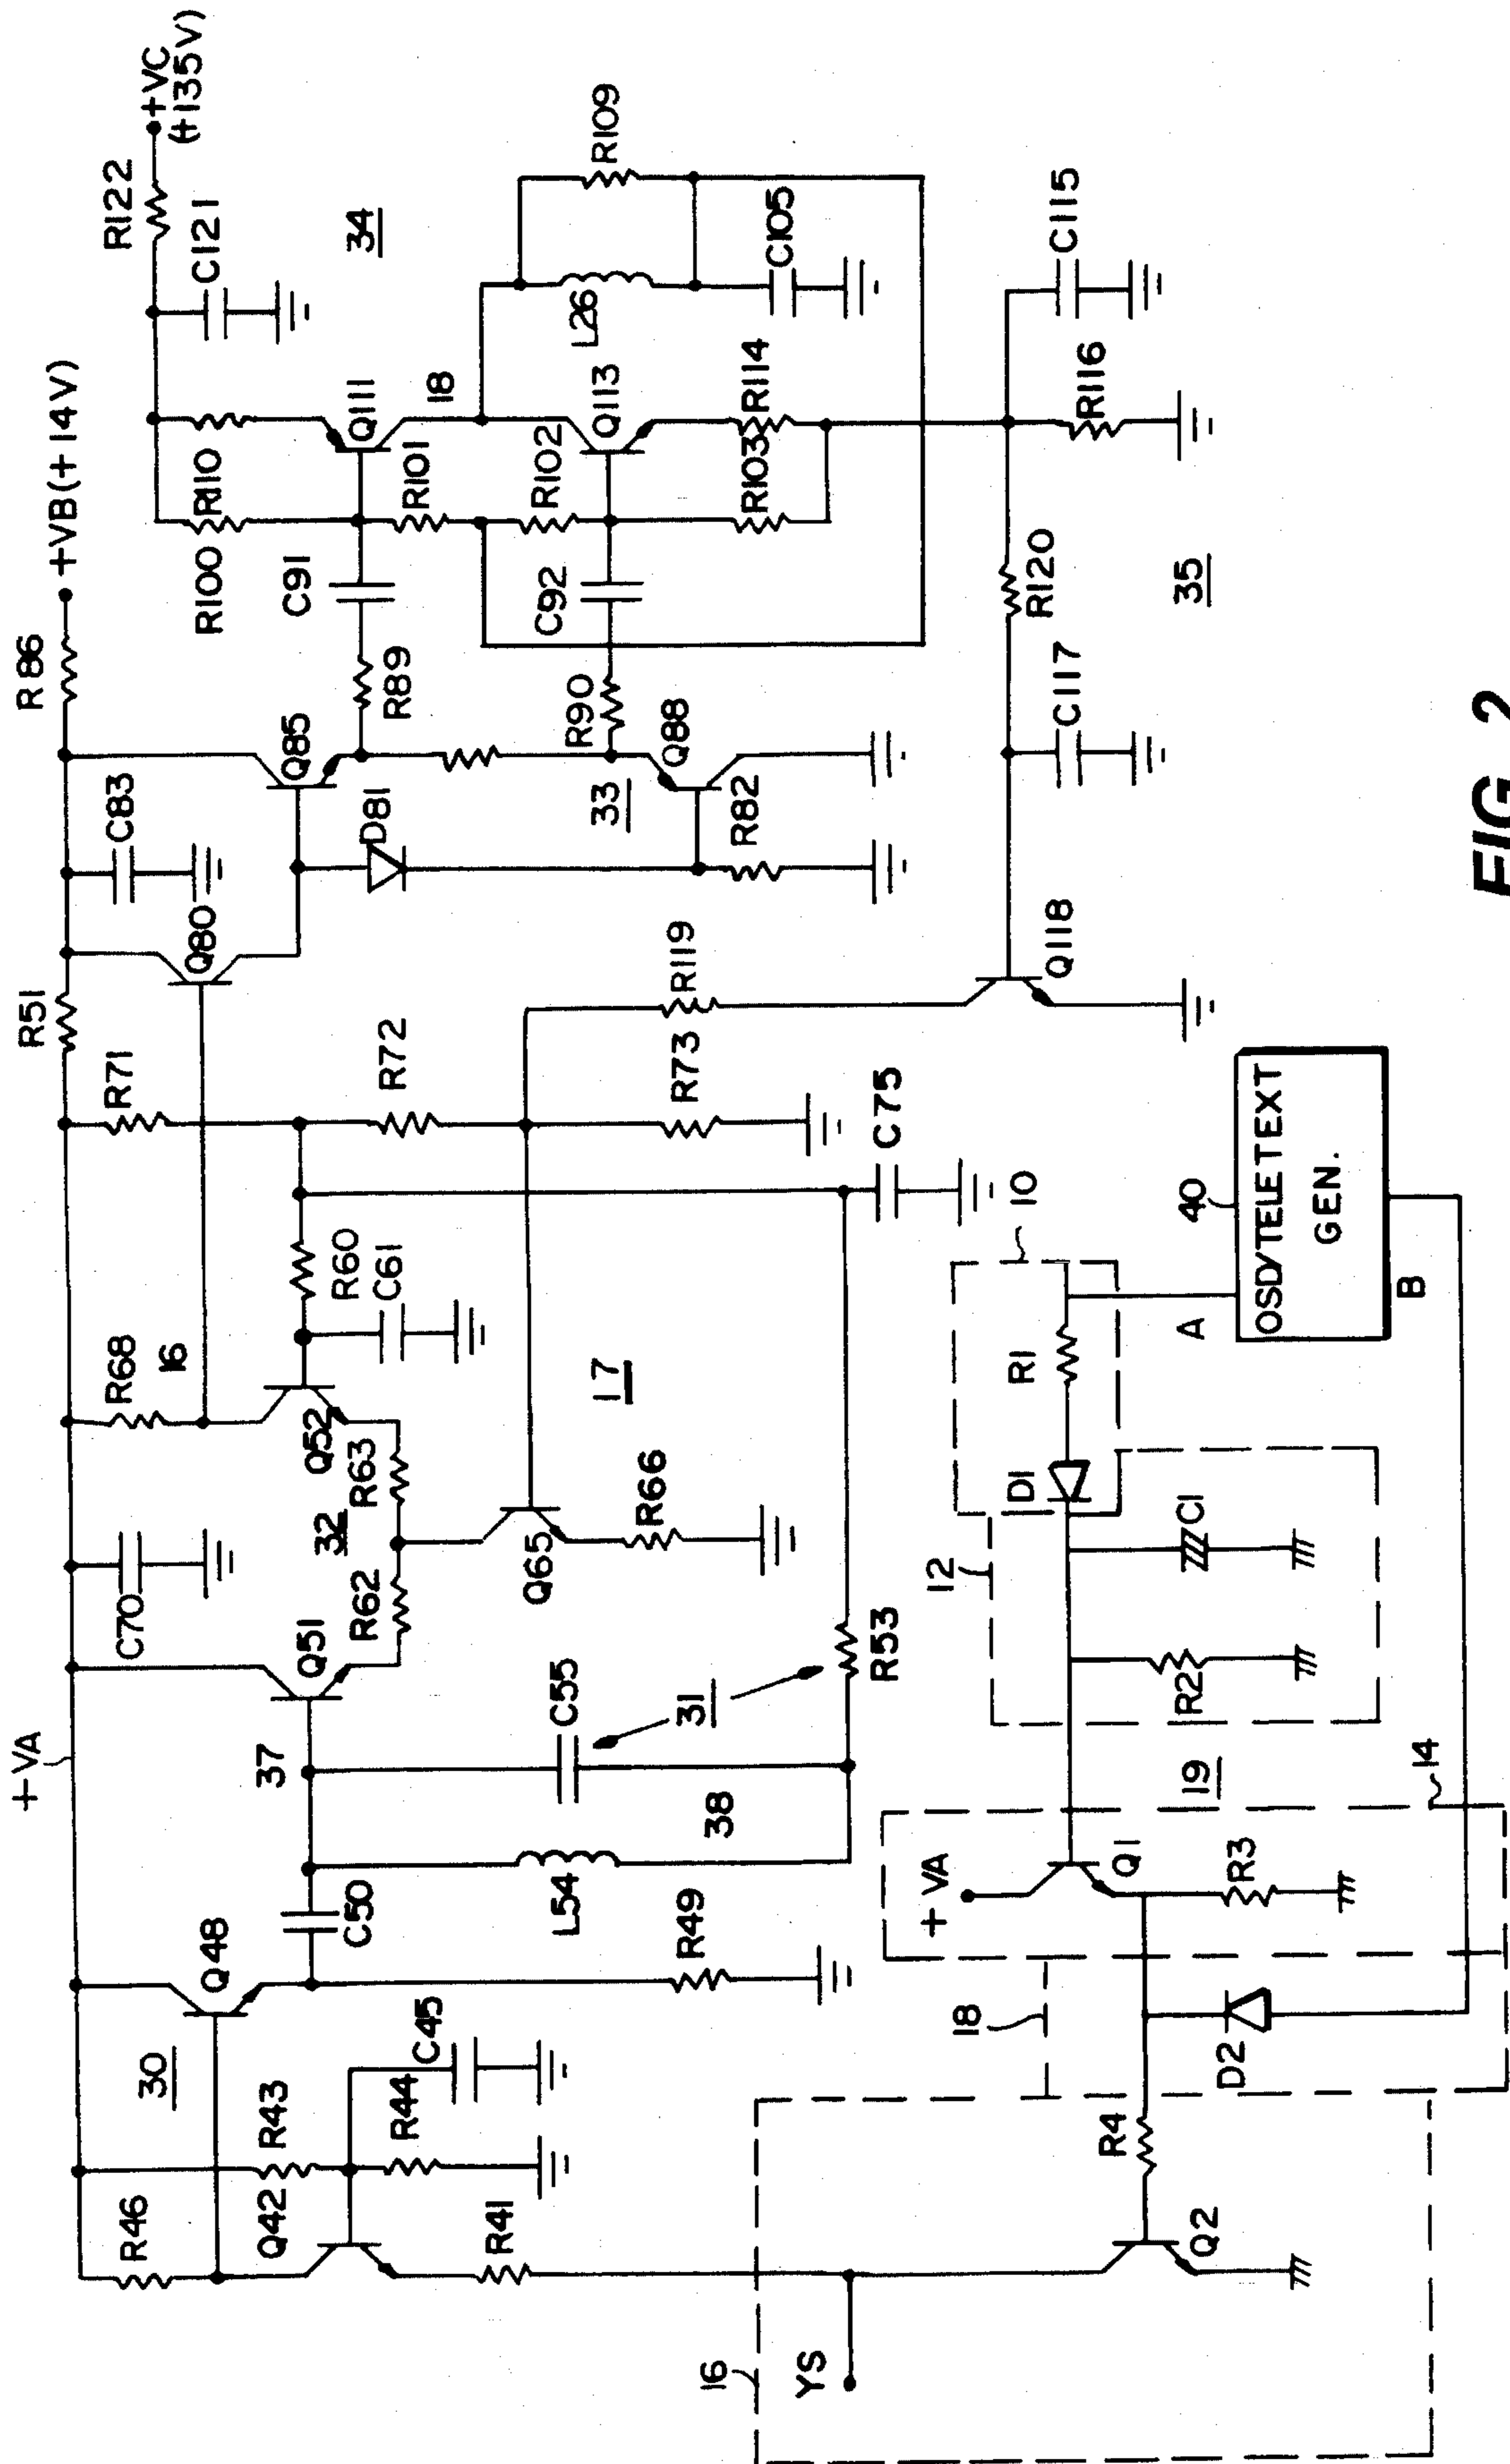 +VA
R51
R86
+VB(+14V)
R122
+VC
(+135V)
R46
30
Q42
R43
R44
C45
R41
Q48
C50
R49
37
L54
38
C55
31
R53
Q51
C70
R62
32
R63
Q52
R68
16
R60
C61
Q65
R66
17
R71
R72
R73
C75
R119
Q80
C83
D81
Q85
33
R82
Q88
R89
R90
C91
C92
R100
R110
R101
R102
R103
Q111
18
Q113
R114
C121
34
L26
R109
C105
C115
R116
R120
35
C117
Q118
16
YS
Q2
R4
18
D2
+VA
Q1
R3
19
14
12
R2
C1
D1
R1
10
A
40
OSD/TELETEXT
GEN.
B
FIG. 2